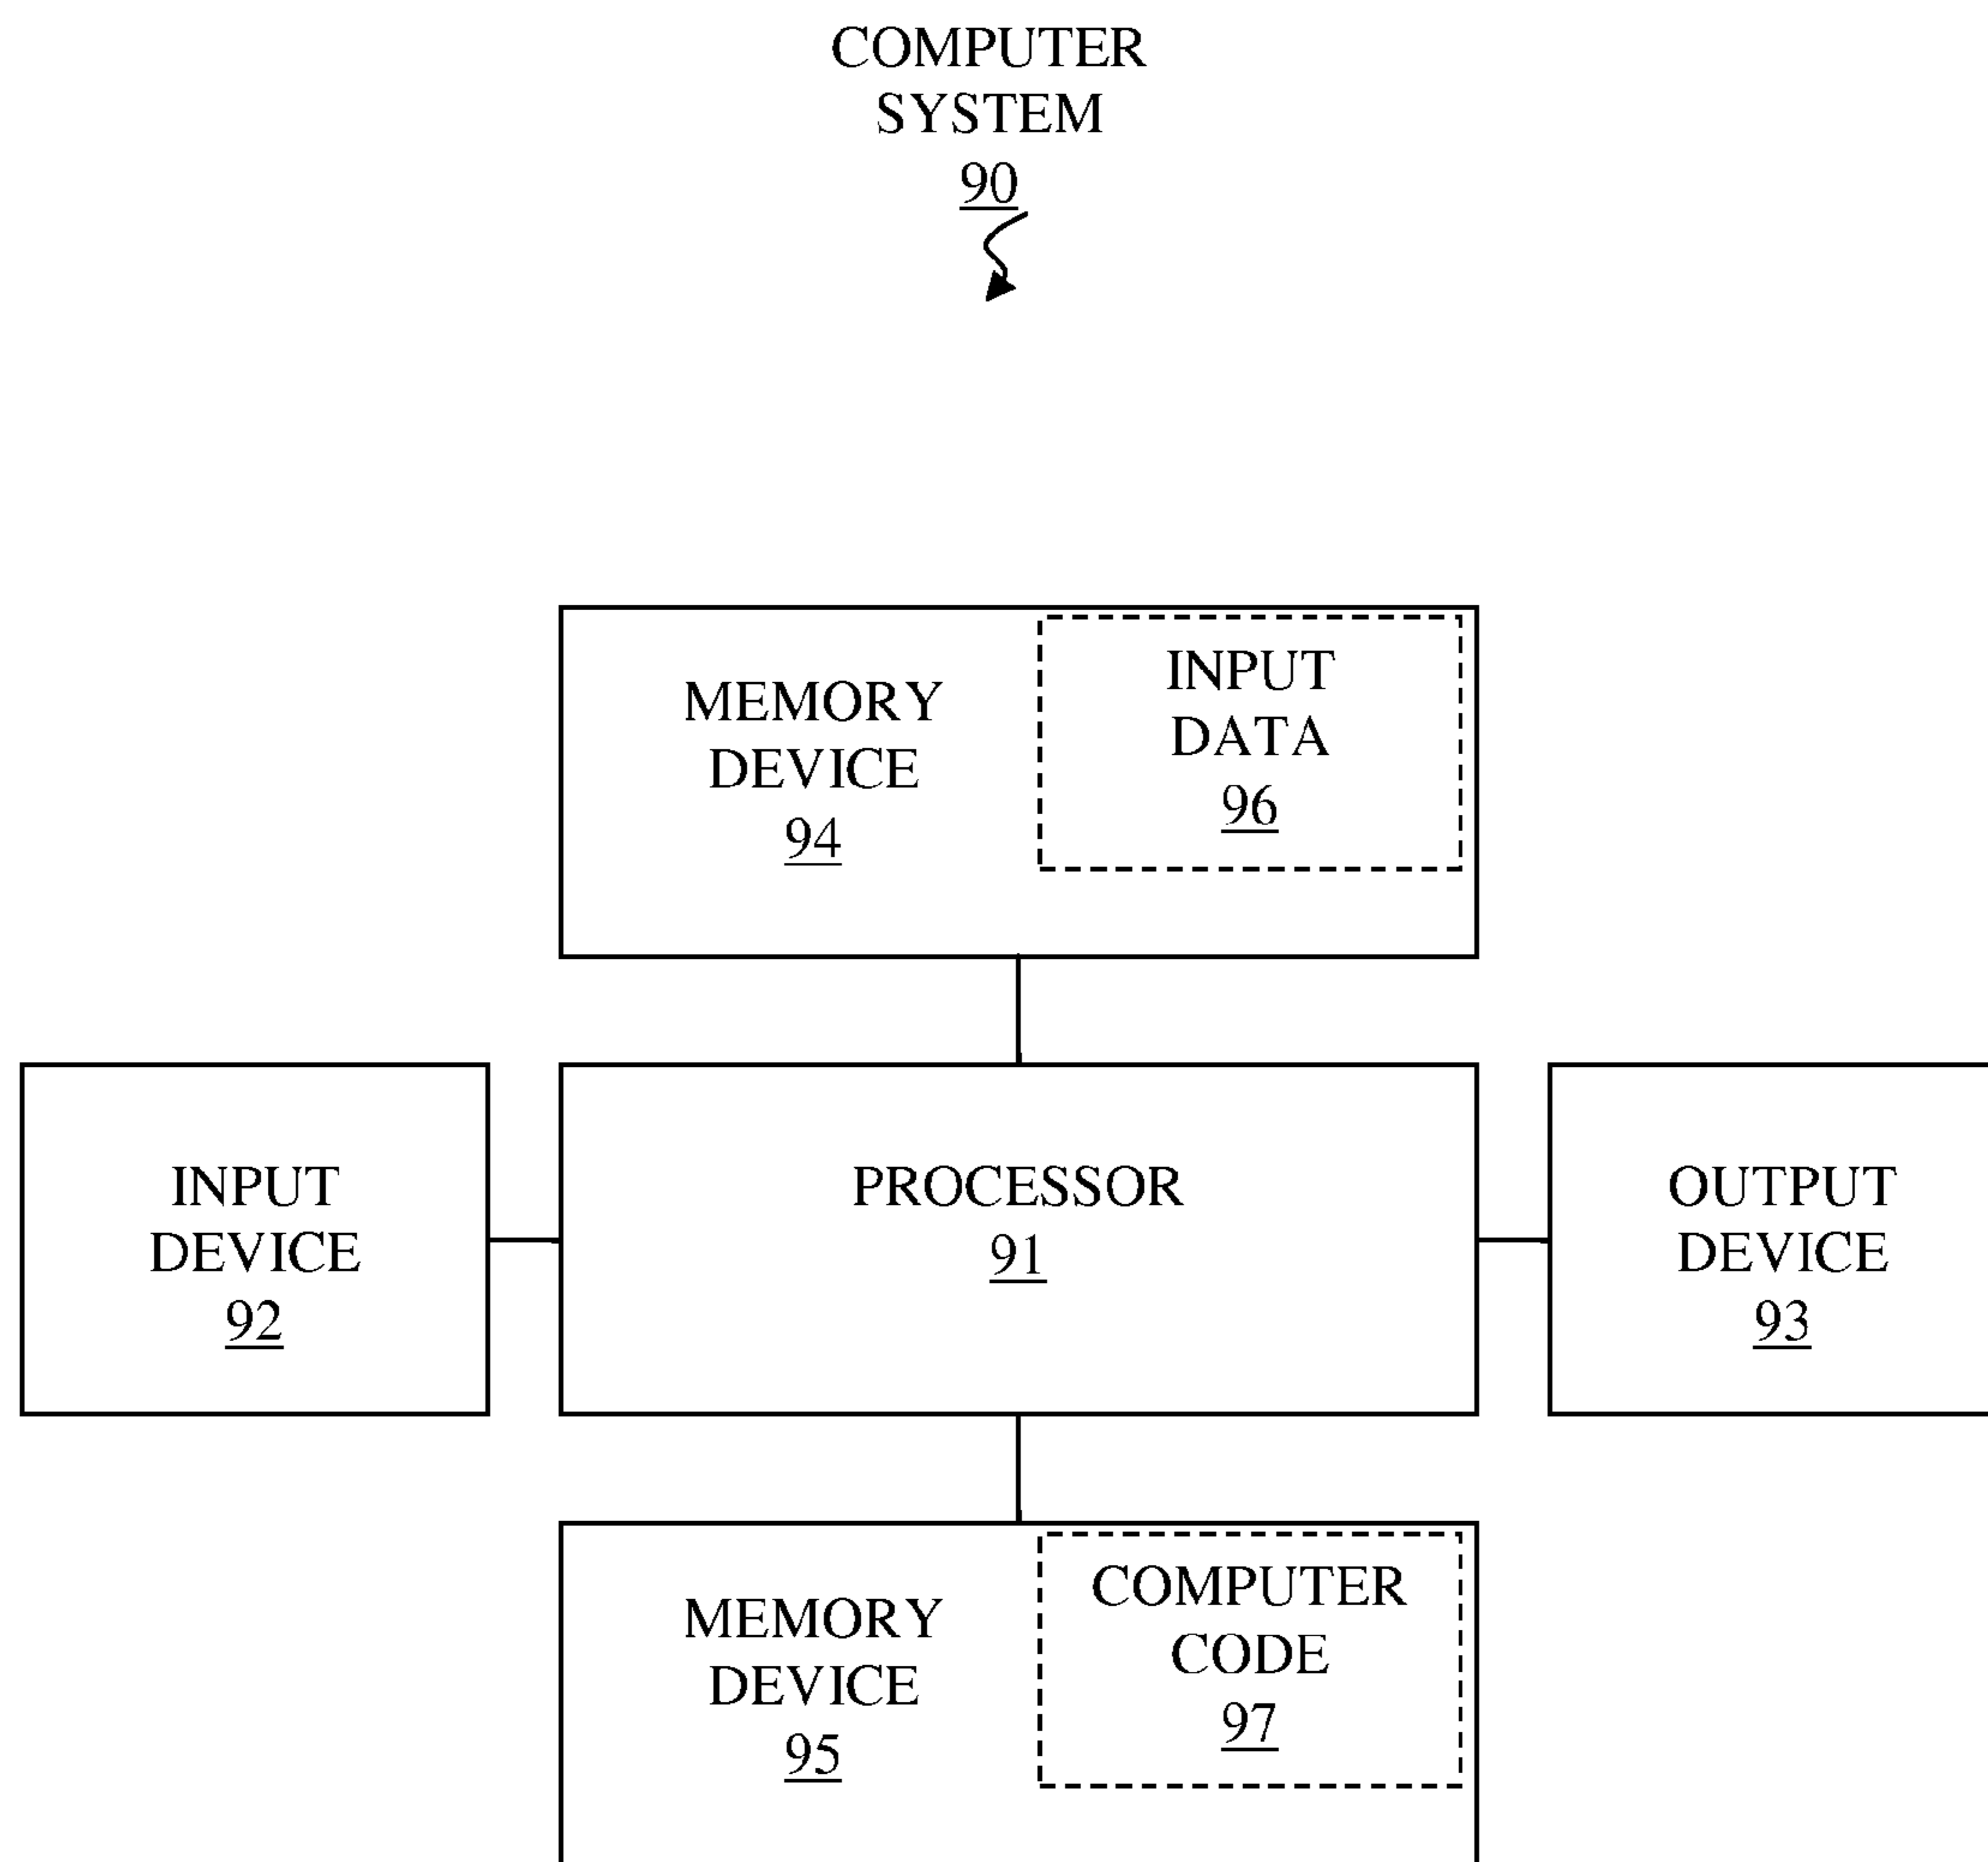 COMPUTER
SYSTEM
90
MEMORY
DEVICE
94
INPUT
DATA
96
INPUT
DEVICE
92
PROCESSOR
91
OUTPUT
DEVICE
93
MEMORY
DEVICE
95
COMPUTER
CODE
97